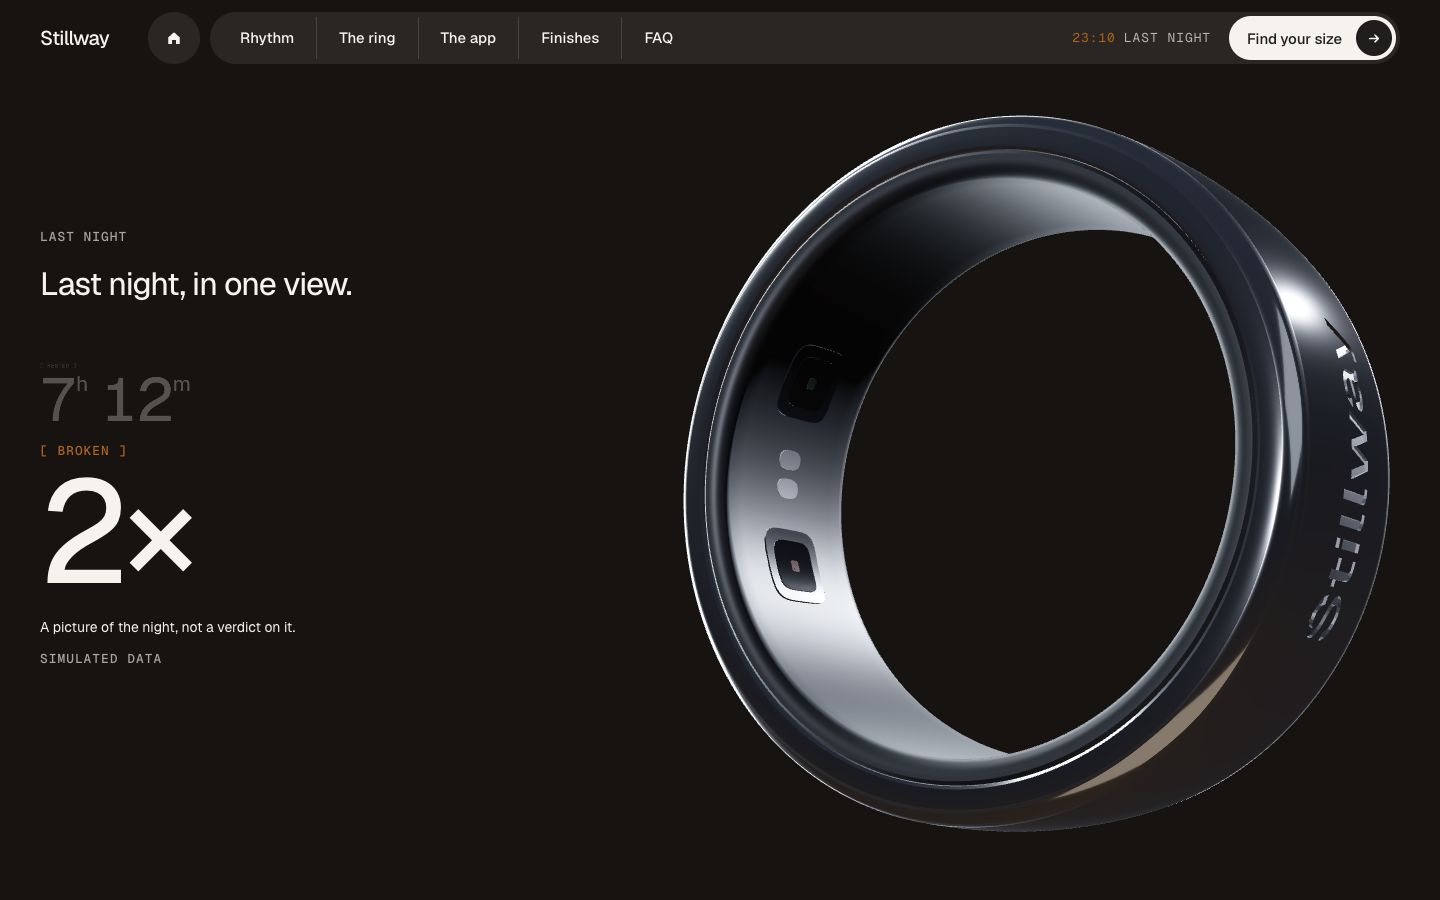 Stillway
Rhythm
The ring
The app
Finishes
FAQ
23:10 LAST NIGHT
Find your size
LAST NIGHT
Last night, in one view.
7h 12m
[ BROKEN ]
2×
A picture of the night, not a verdict on it.
SIMULATED DATA
Stillway